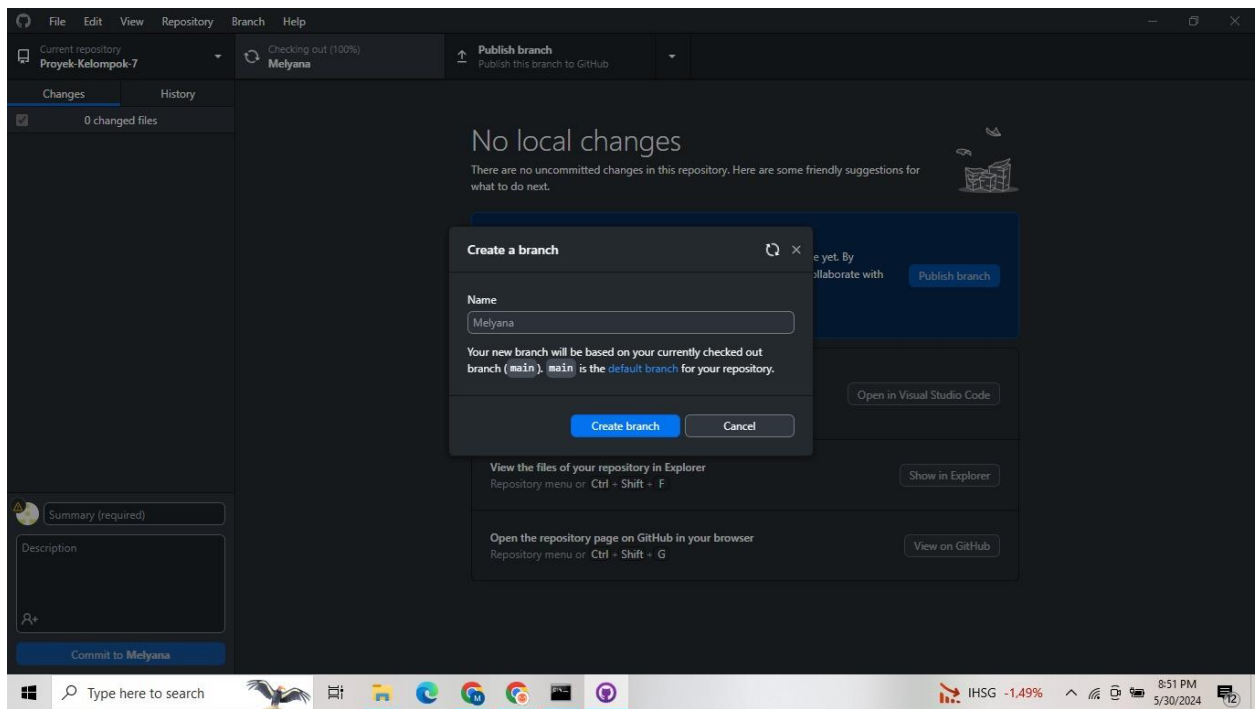 File Edit View Repository Branch Help
Current repository
Proyek-Kelompok-7
Checking out (100%)
Melyana
Publish branch
Publish this branch to GitHub
Changes History
0 changed files
No local changes
There are no uncommitted changes in this repository. Here are some friendly suggestions for
what to do next.
Create a branch
e yet. By
ollaborate with
Publish branch
Name
Melyana
Your new branch will be based on your currently checked out
branch (main). main is the default branch for your repository.
Open in Visual Studio Code
Create branch Cancel
View the files of your repository in Explorer
Repository menu or Ctrl + Shift + F
Show in Explorer
Open the repository page on GitHub in your browser
Repository menu or Ctrl + Shift + G
View on GitHub
Summary (required)
Description
Commit to Melyana
Type here to search
IHSG -1,49%
8:51 PM
5/30/2024
12